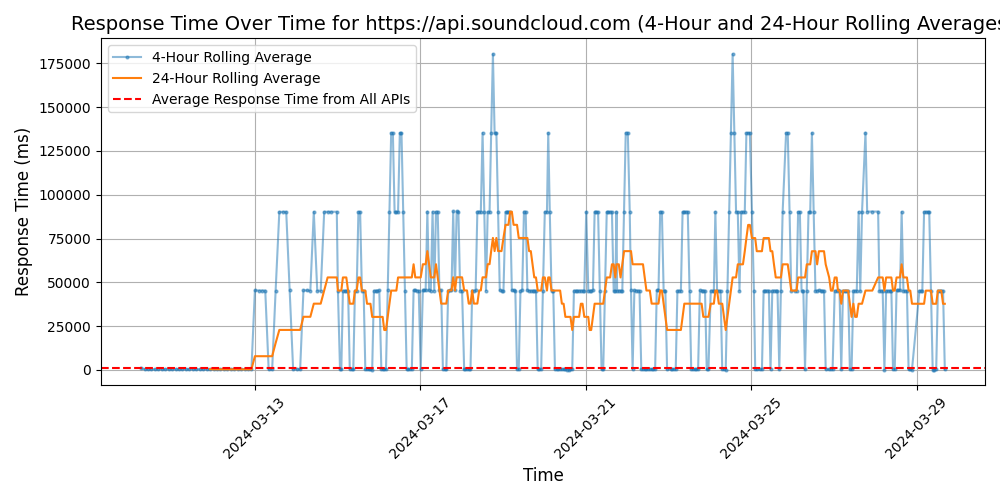 Response Time Over Time for https://api.soundcloud.com (4-Hour and 24-Hour Rolling Averages
4-Hour Rolling Average
24-Hour Rolling Average
Average Response Time from All APIs
Response Time (ms)
175000
150000
125000
100000
75000
50000
25000
0
2024-03-13
2024-03-17
2024-03-21
2024-03-25
2024-03-29
Time